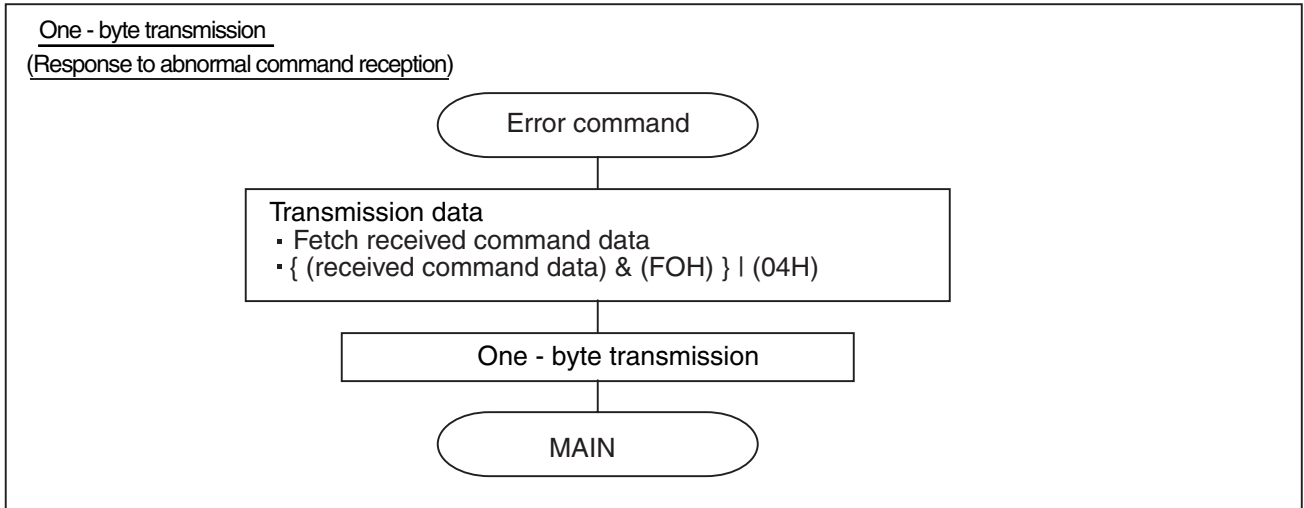 One - byte transmission
(Response to abnormal command reception)
Error command
Transmission data
· Fetch received command data
· { (received command data) & (FOH) } | (04H)
One - byte transmission
MAIN